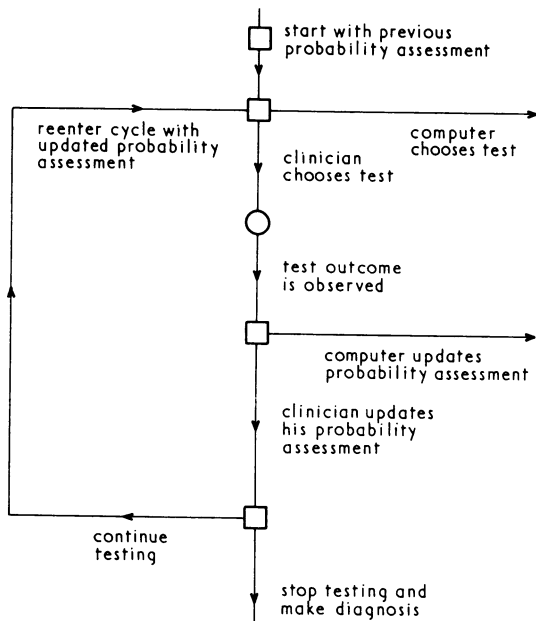 start with previous
probability assessment
reenter cycle with
updated probability
assessment
computer
chooses test
clinician
chooses test
test outcome
is observed
computer updates
probability assessment
clinician updates
his probability
assessment
continue
testing
stop testing and
make diagnosis